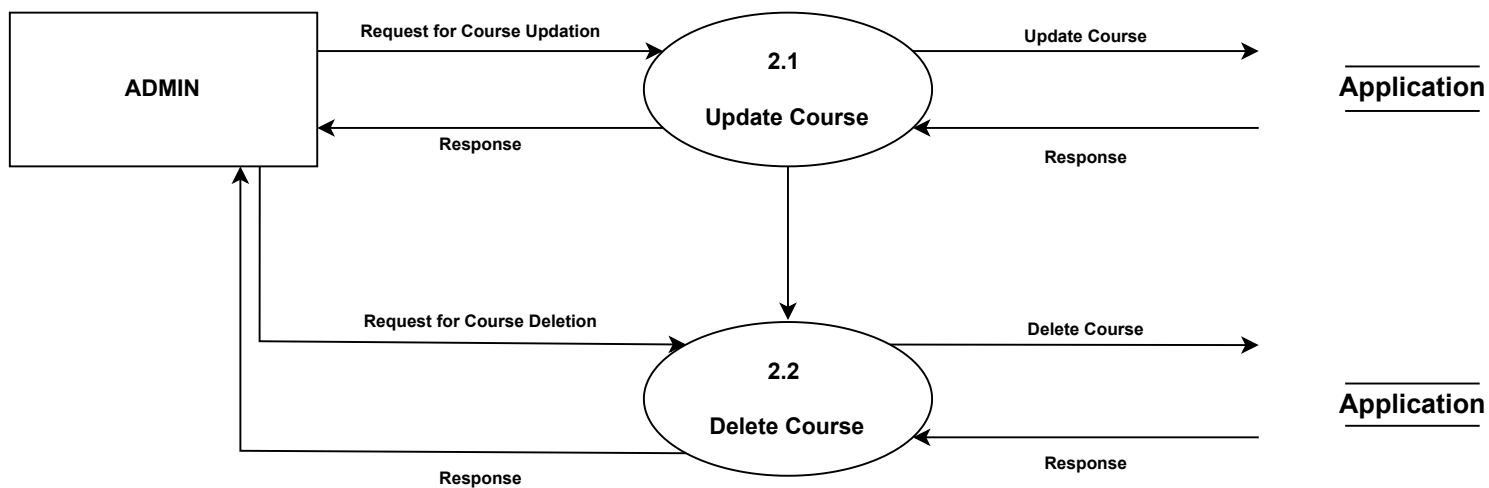 Request for Course Updation
Update Course
ADMIN
2.1
Update Course
Application
Response
Response
Request for Course Deletion
Delete Course
2.2
Delete Course
Application
Response
Response